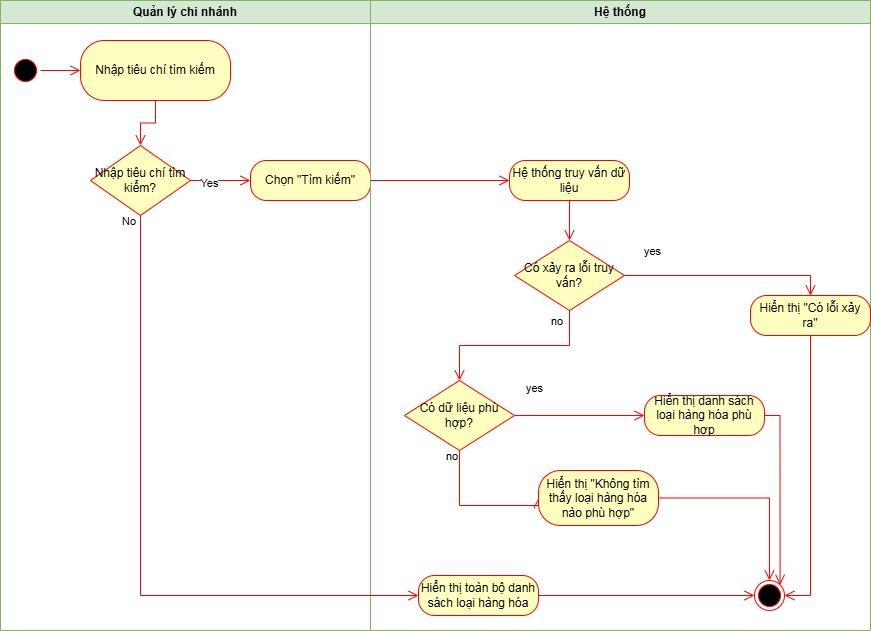 Quản lý chi nhánh
Hệ thống
Nhập tiêu chí tìm kiếm
Nhập tiêu chí tìm
kiếm?
Yes
Chọn "Tìm kiếm"
Hệ thống truy vấn dữ
liệu
No
Có xảy ra lỗi truy
vấn?
yes
Hiển thị "Có lỗi xảy
ra"
no
Có dữ liệu phù
hợp?
yes
Hiển thị danh sách
loại hàng hóa phù
hợp
no
Hiển thị "Không tìm
thấy loại hàng hóa
nào phù hợp"
Hiển thị toàn bộ danh
sách loại hàng hóa